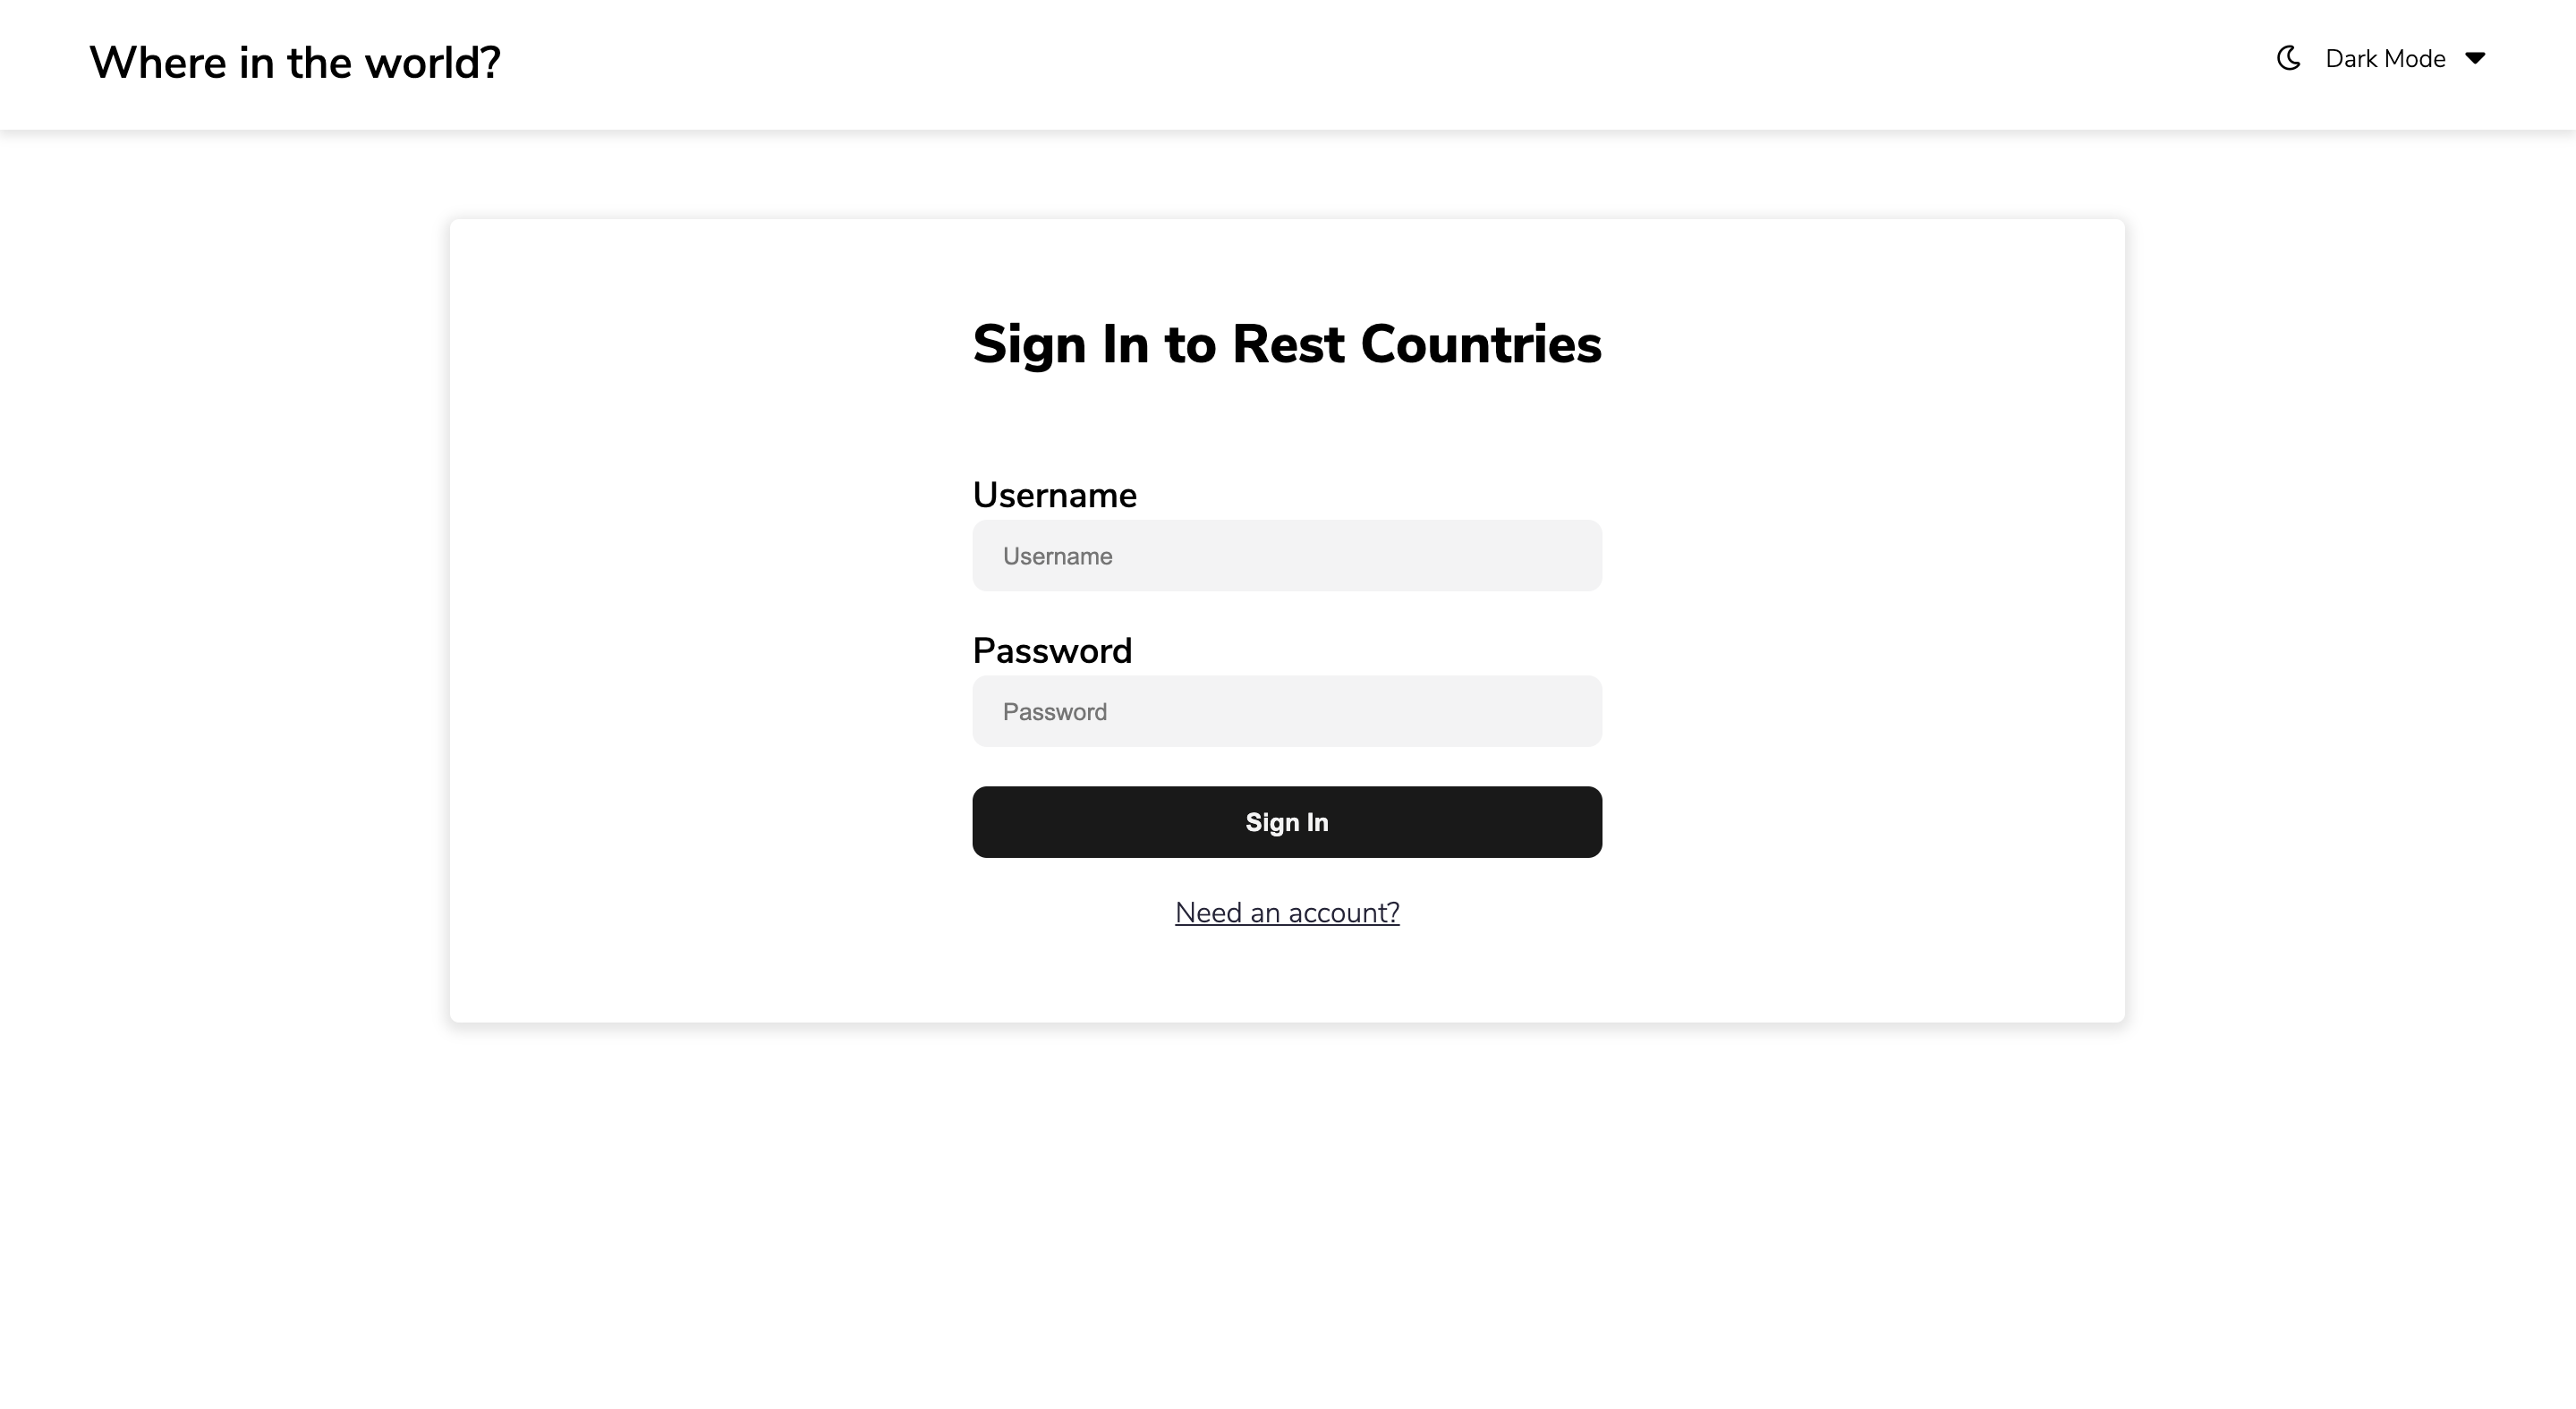 Where in the world?
Dark Mode
Sign In to Rest Countries
Username
Username
Password
Password
Sign In
Need an account?